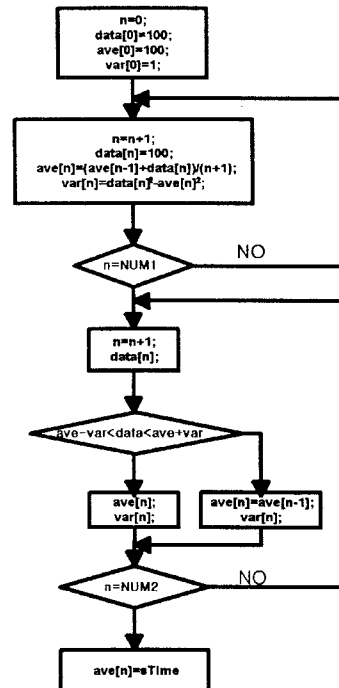 n=0;
data[0]=100;
ave[0]=100;
var[0]=1;
n=n+1;
data[n]=100;
ave[n]=(ave[n-1]+data[n])/(n+1);
var[n]=data[n]²-ave[n]²;
n=NUM1
NO
n=n+1;
data[n];
ave-var<data<ave+var
ave[n];
var[n];
ave[n]=ave[n-1];
var[n];
n=NUM2
NO
ave[n]=sTime